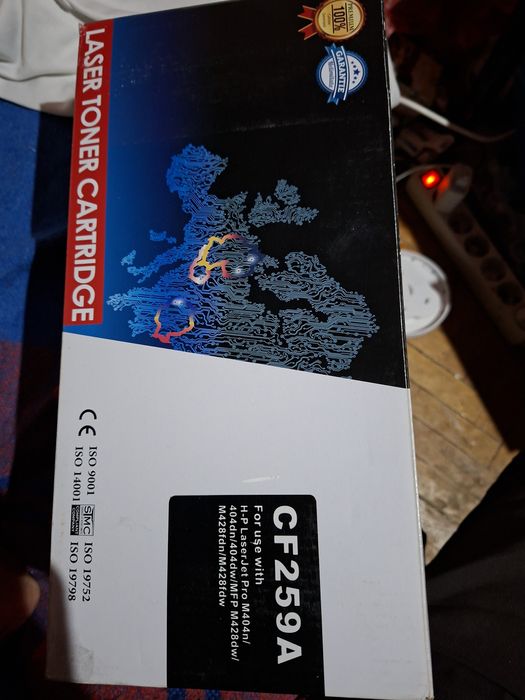 PREMIUM
100%
GARANTIE
LASER TONER CARTRIDGE
CE ISO 9001 SMC ISO 19752
ISO 14001 ISO 19798
CF259A
For use with
H-P LaserJet Pro M404n/
404dn/404dw/MFP M428dw/
M428fdn/M428fdw